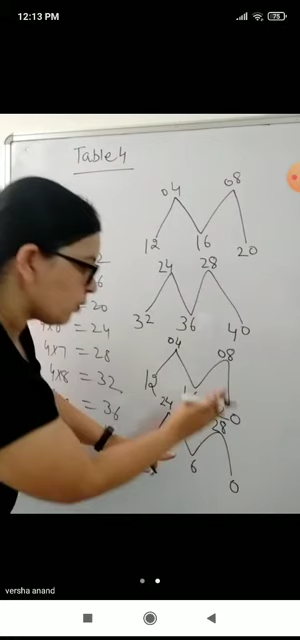 12:13 PM
75
Table 4
04 08
12 16 20
24 28
32 36 40
= 24
4x7 = 28
4x8 = 32
= 36
04 08
12
24 28
6
0
versha anand